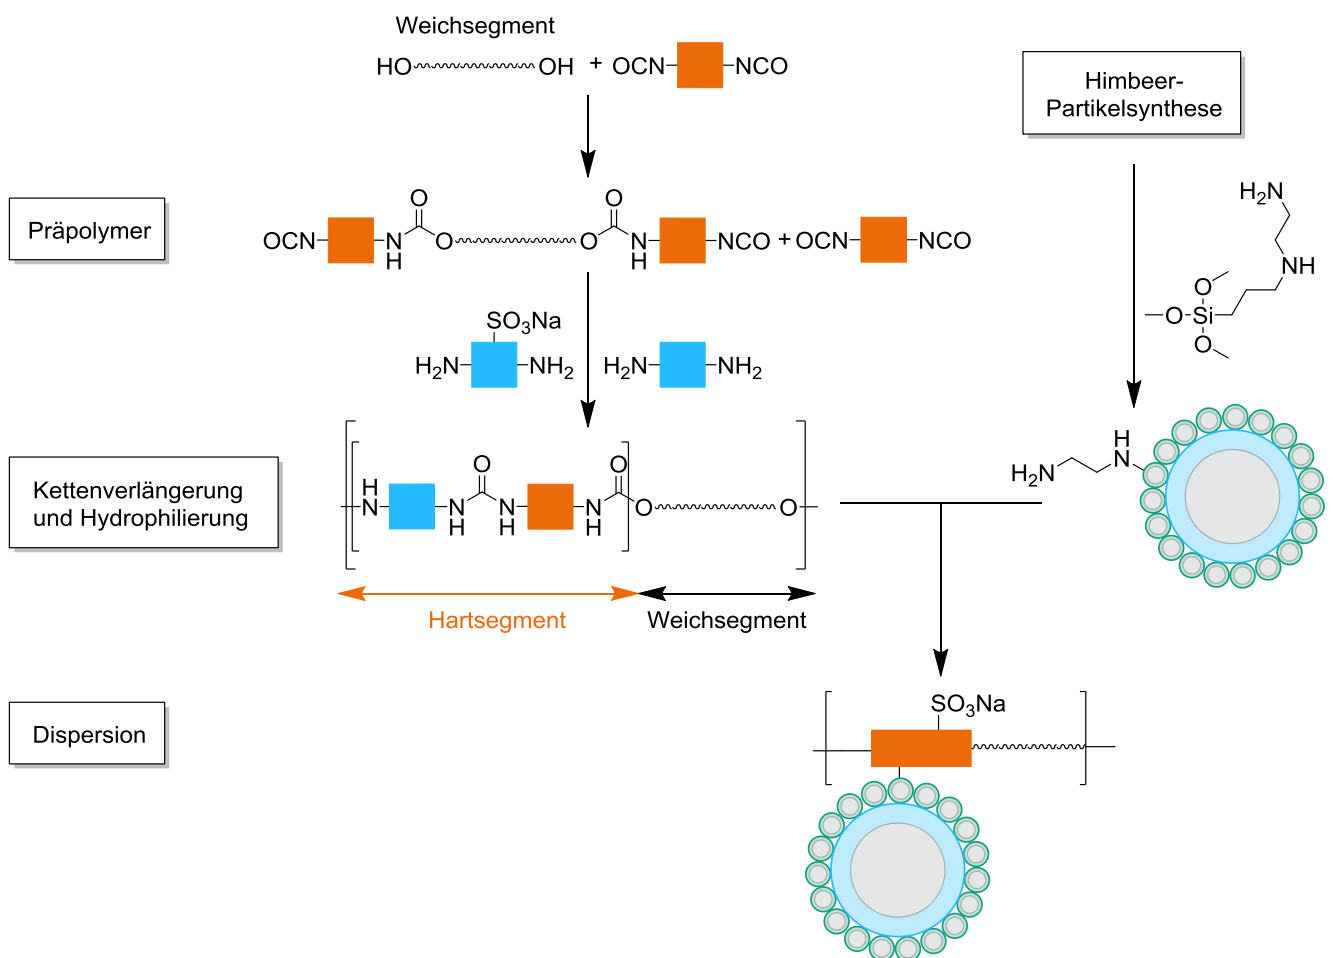 Weichsegment
HO OH + OCN NCO
Himbeer-
Partikelsynthese
H₂N
NH
O
O Si
O
Präpolymer
O O
OCN N H O O N H NCO + OCN NCO
SO₃Na
H₂N NH₂ H₂N NH₂
Kettenverlängerung
und Hydrophilierung
O O
H N N H N H N H O O
H N
H₂N
Hartsegment Weichsegment
Dispersion
SO₃Na